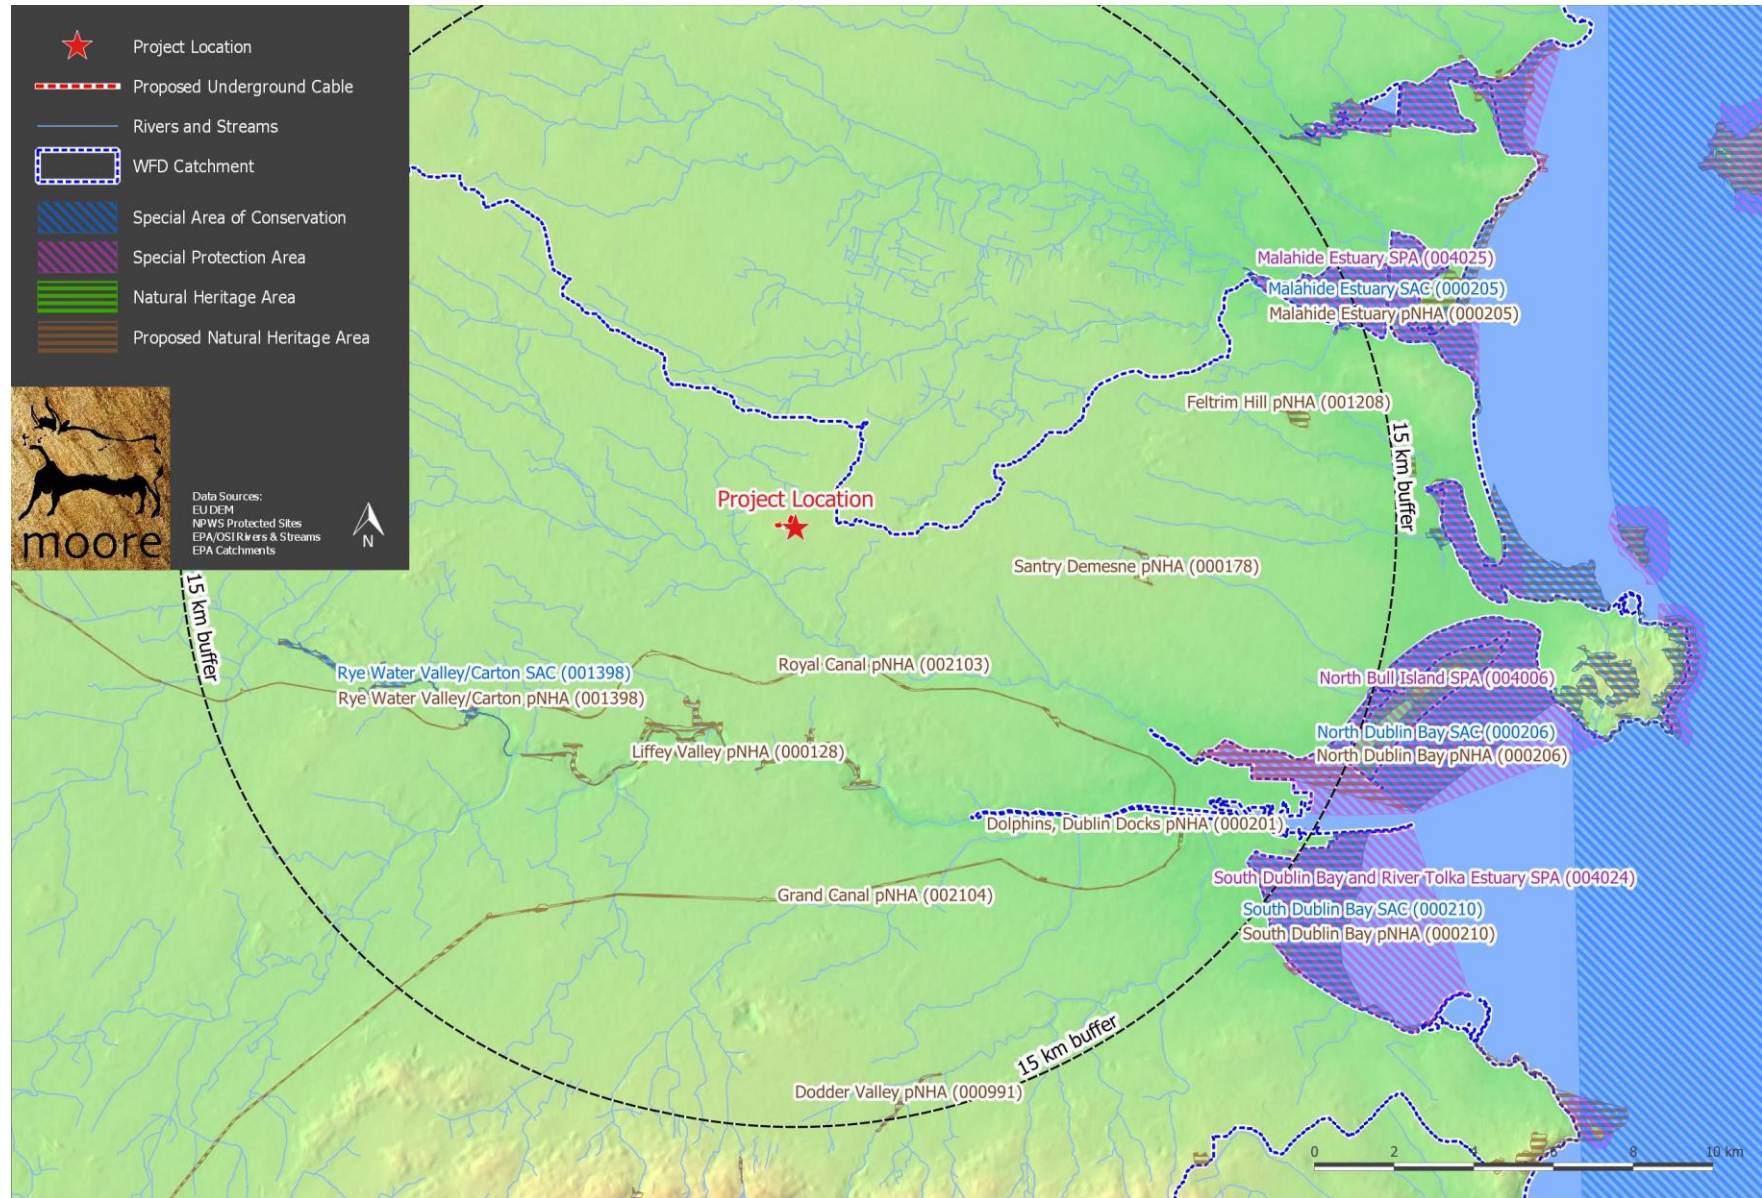 Project Location
Proposed Underground Cable
Rivers and Streams
WFD Catchment
Special Area of Conservation
Special Protection Area
Natural Heritage Area
Proposed Natural Heritage Area
moore
Data Sources:
EU DEM
NPWS Protected Sites
EPA/OSI Rivers & Streams
EPA Catchments
N
Malahide Estuary SPA (004025)
Malahide Estuary SAC (000205)
Malahide Estuary pNHA (000205)
Feltrim Hill pNHA (001208)
15 km buffer
Project Location
Santry Demesne pNHA (000178)
15 km buffer
Rye Water Valley/Carton SAC (001398)
Rye Water Valley/Carton pNHA (001398)
Royal Canal pNHA (002103)
North Bull Island SPA (004006)
North Dublin Bay SAC (000206)
North Dublin Bay pNHA (000206)
Liffey Valley pNHA (000128)
Dolphins, Dublin Docks pNHA (000201)
Grand Canal pNHA (002104)
South Dublin Bay and River Tolka Estuary SPA (004024)
South Dublin Bay SAC (000210)
South Dublin Bay pNHA (000210)
15 km buffer
Dodder Valley pNHA (000991)
0 2 4 6 8 10 km